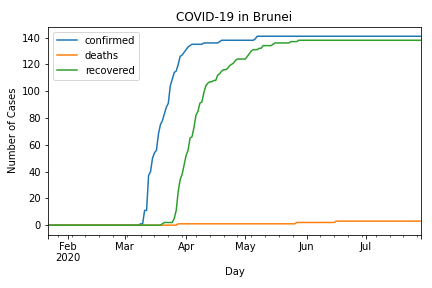 COVID-19 in Brunei
confirmed
deaths
recovered
Number of Cases
140
120
100
80
60
40
20
0
Feb Mar Apr May Jun Jul
2020
Day